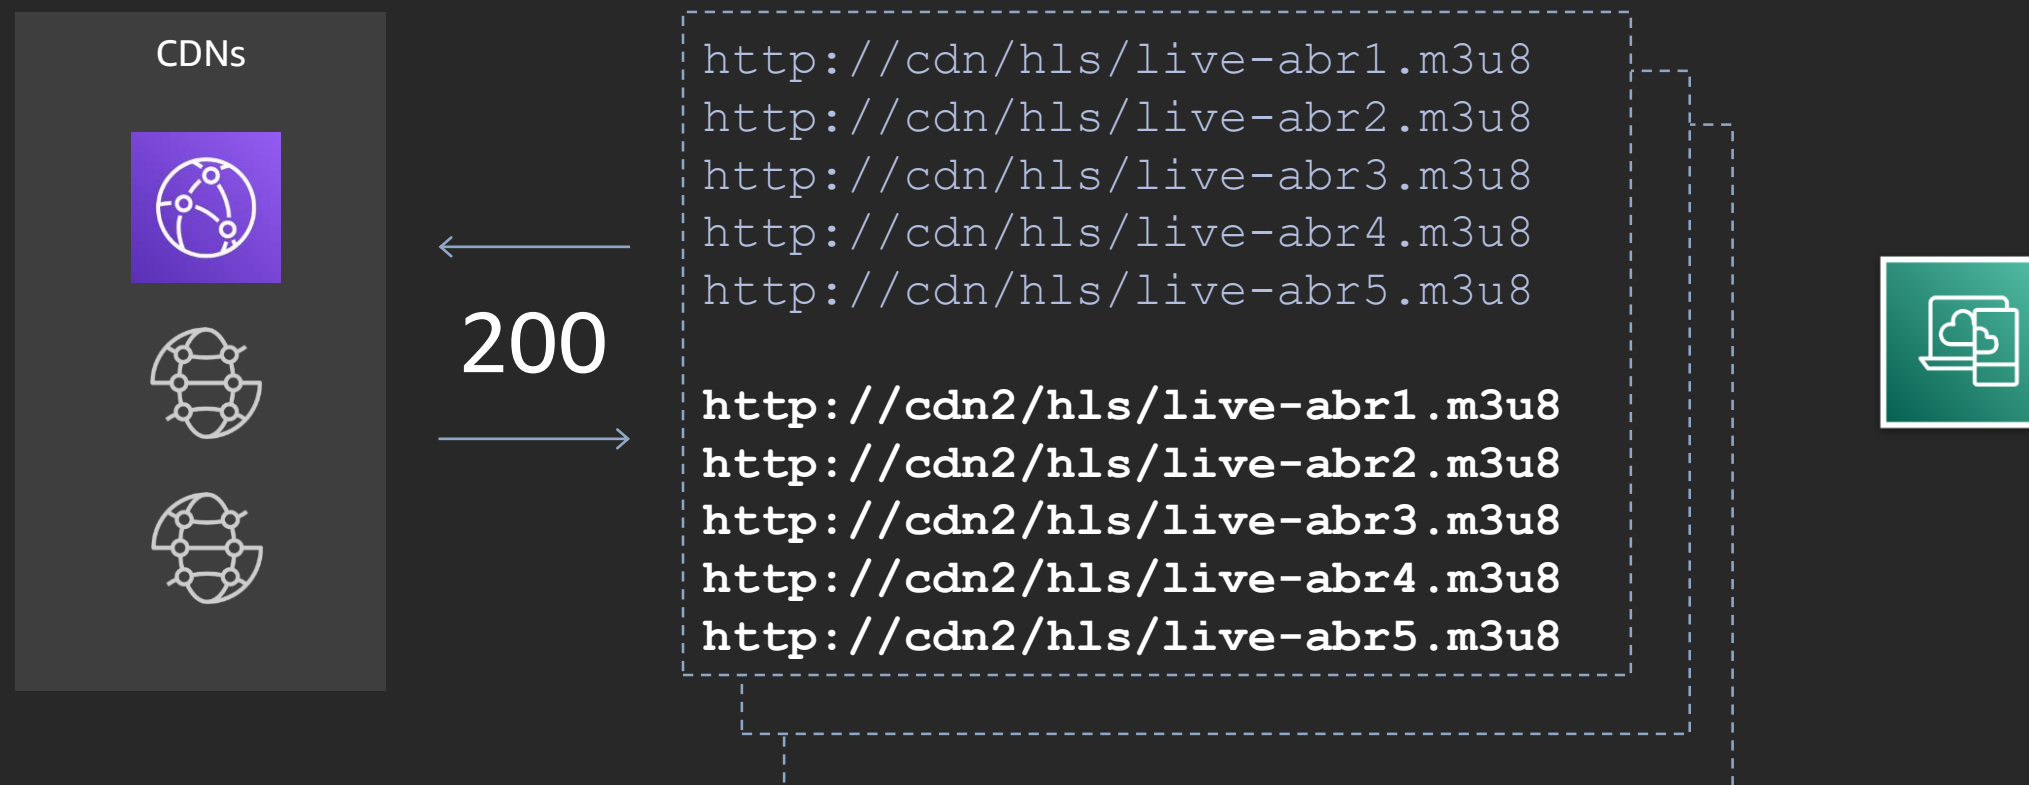 CDNs
200
http://cdn/hls/live-abr1.m3u8
http://cdn/hls/live-abr2.m3u8
http://cdn/hls/live-abr3.m3u8
http://cdn/hls/live-abr4.m3u8
http://cdn/hls/live-abr5.m3u8
http://cdn2/hls/live-abr1.m3u8
http://cdn2/hls/live-abr2.m3u8
http://cdn2/hls/live-abr3.m3u8
http://cdn2/hls/live-abr4.m3u8
http://cdn2/hls/live-abr5.m3u8